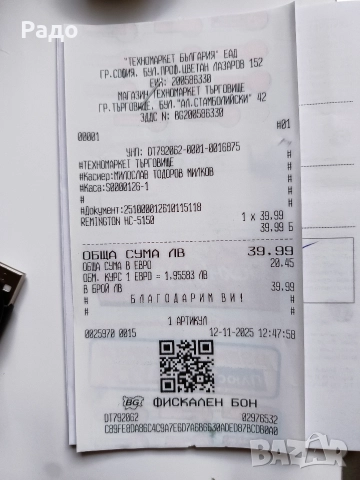 Радо
"ТЕХНОМАРКЕТ БЪЛГАРИЯ" ЕАД
ГР.СОФИЯ, БУЛ.ПРОФ.ЦВЕТАН ЛАЗАРОВ 152
ЕИК: 200586330
МАГАЗИН "ТЕХНОМАРКЕТ ТЪРГОВИЩЕ
ГР.ТЪРГОВИЩЕ, БУЛ."АЛ.СТАМБОЛИЙСКИ" 42
ЗДДС N: BG200586330
00001 #01
УНП: DT792062-0001-0016875
#ТЕХНОМАРКЕТ ТЪРГОВИЩЕ #
#Касиер:МИЛОСЛАВ ТОДОРОВ МИЛКОВ #
#Каса:S0000126-1 #
#
#Документ:251000012610115118 #
REMINGTON HC-5150 1 x 39.99
39.99 Б
ОБЩА СУМА ЛВ 39.99
ОБЩА СУМА В ЕВРО 20.45
ОБМ. КУРС 1 ЕВРО = 1.95583 ЛВ
В БРОЙ ЛВ 39.99
# БЛАГОДАРИМ ВИ! #
1 АРТИКУЛ
0025970 0015 12-11-2025 12:47:58
BG ФИСКАЛЕН БОН
DT792062 02976532
bazar.bg